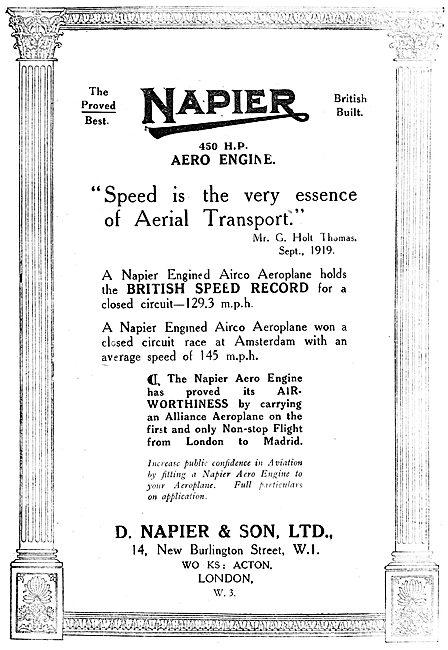 The
Proved
Best.
NAPIER
British
Built.
450 H.P.
AERO ENGINE.
"Speed is the very essence
of Aerial Transport."
Mr. G. Holt Thomas.
Sept., 1919.
A Napier Engined Airco Aeroplane holds
the BRITISH SPEED RECORD for a
closed circuit—129.3 m.p.h.
A Napier Engined Airco Aeroplane won a
closed circuit race at Amsterdam with an
average speed of 145 m.p.h.
¶ The Napier Aero Engine
has proved its AIR-
WORTHINESS by carrying
an Alliance Aeroplane on the
first and only Non-stop Flight
from London to Madrid.
Increase public confidence in Aviation
by fitting a Napier Aero Engine to
your Aeroplane. Full particulars
on application.
D. NAPIER & SON, LTD.,
14, New Burlington Street, W.1.
WO KS: ACTON,
LONDON,
W. 3.